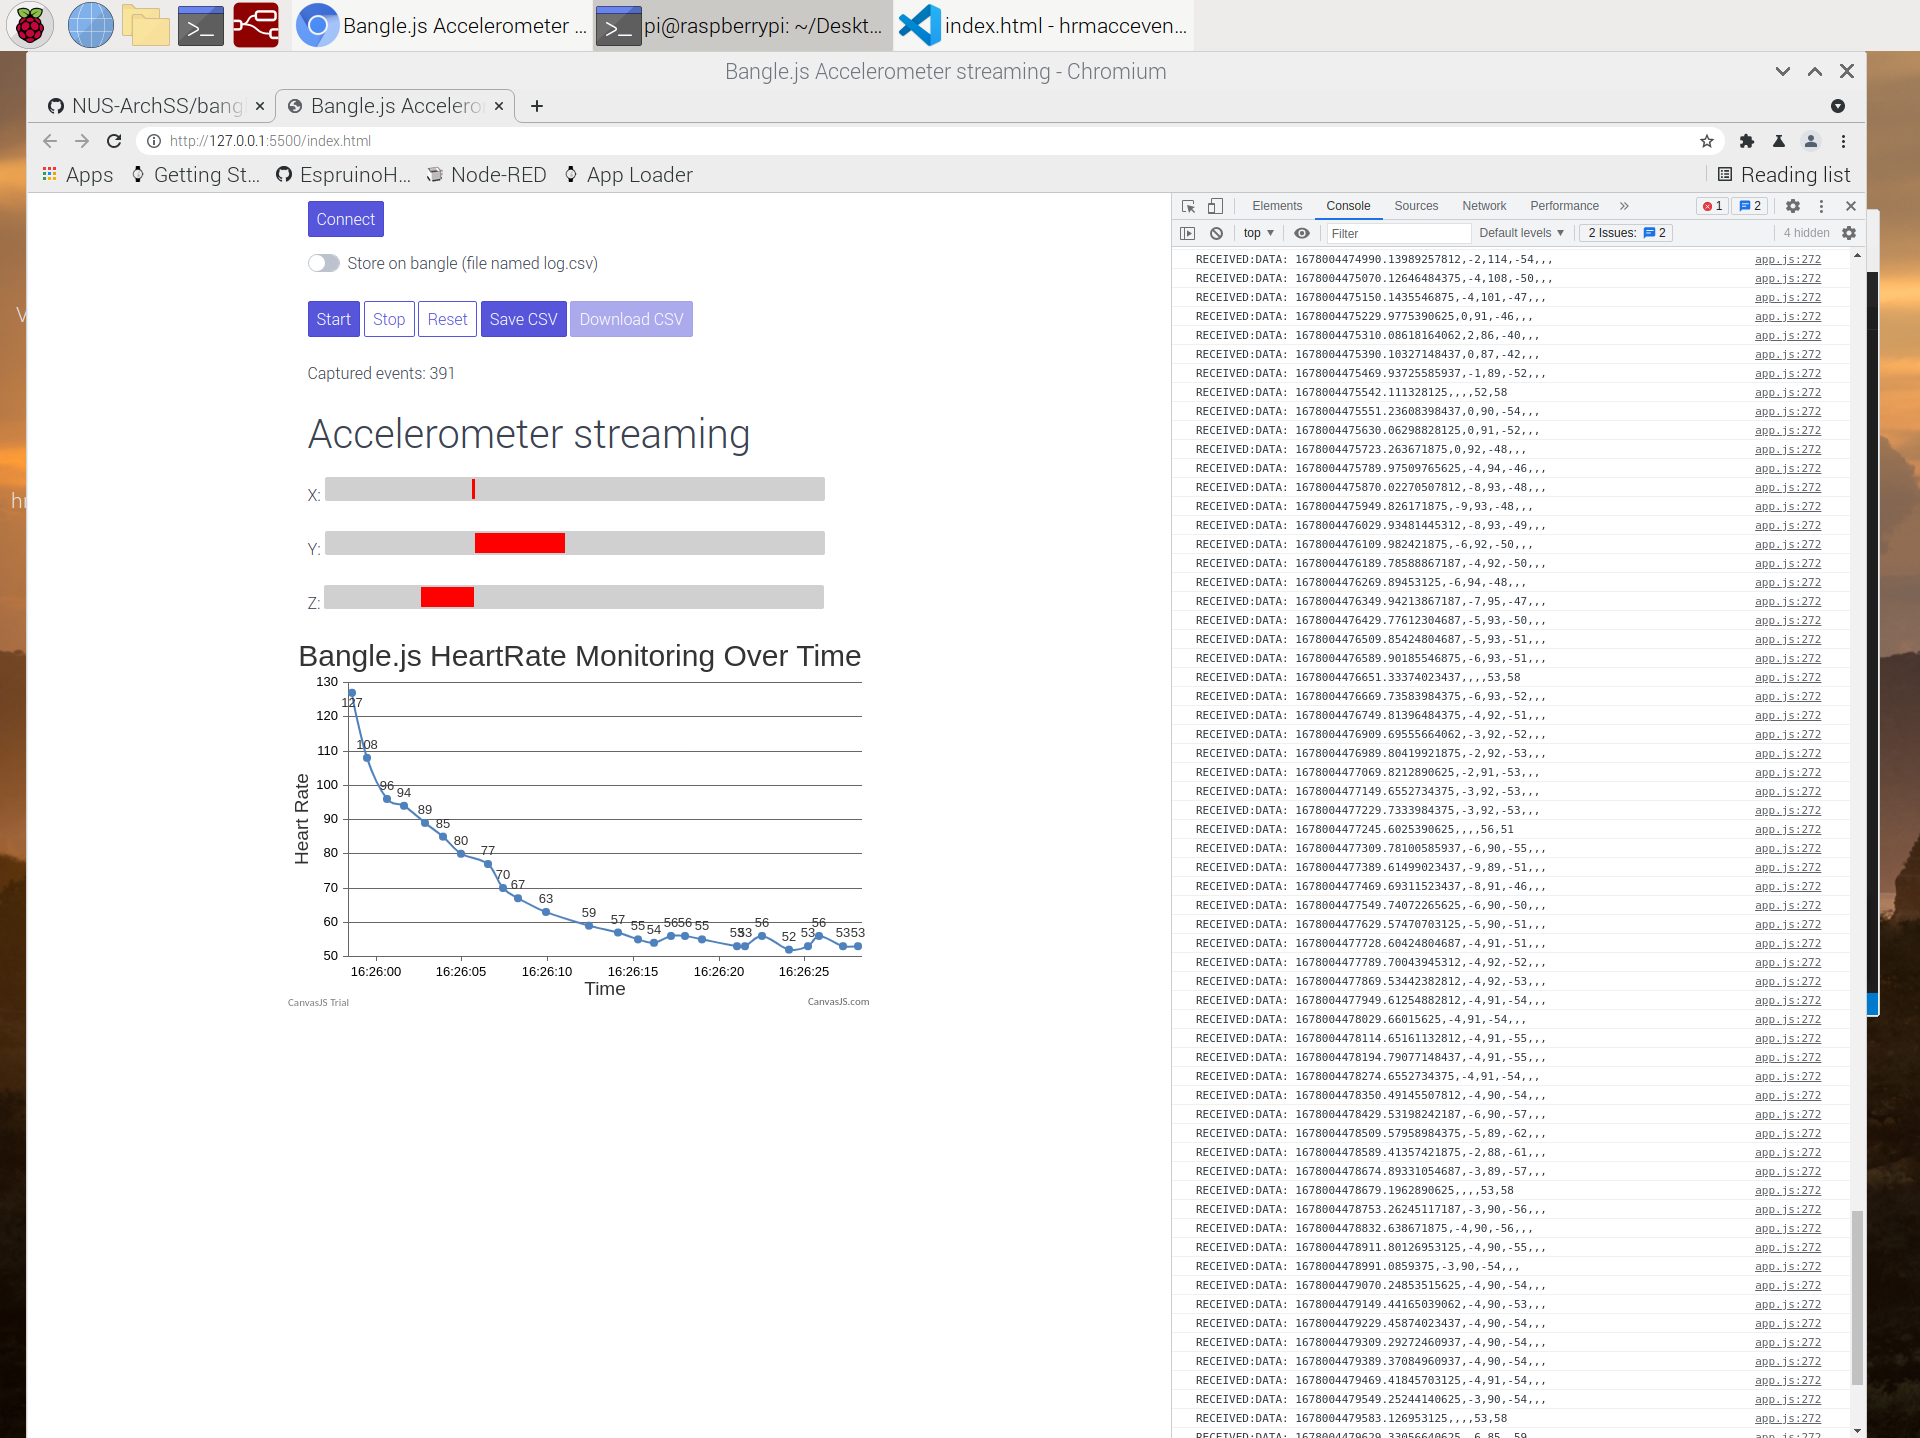 Bangle.js Accelerometer ...
pi@raspberrypi: ~/Deskt...
index.html - hrmacceven...
Bangle.js Accelerometer streaming - Chromium
NUS-ArchSS/bang
Bangle.js Accelero
http://127.0.0.1:5500/index.html
Apps
Getting St...
EspruinoH...
Node-RED
App Loader
Reading list
Connect
Store on bangle (file named log.csv)
Start
Stop
Reset
Save CSV
Download CSV
Captured events: 391
Accelerometer streaming
X:
Y:
Z:
Bangle.js HeartRate Monitoring Over Time
Heart Rate
130
120
110
100
90
80
70
60
50
127
108
96
94
89
85
80
77
70
67
63
59
57
55
54
56
56
55
53
53
56
52
53
56
53
53
16:26:00
16:26:05
16:26:10
16:26:15
16:26:20
16:26:25
Time
CanvasJS Trial
CanvasJS.com
Elements
Console
Sources
Network
Performance
1
2
top
Filter
Default levels
2 Issues: 2
4 hidden
RECEIVED:DATA: 1678004474990.13989257812,-2,114,-54,,, app.js:272
RECEIVED:DATA: 1678004475070.12646484375,-4,108,-50,,, app.js:272
RECEIVED:DATA: 1678004475150.1435546875,-4,101,-47,,, app.js:272
RECEIVED:DATA: 1678004475229.9775390625,0,91,-46,,, app.js:272
RECEIVED:DATA: 1678004475310.08618164062,2,86,-40,,, app.js:272
RECEIVED:DATA: 1678004475390.10327148437,0,87,-42,,, app.js:272
RECEIVED:DATA: 1678004475469.93725585937,-1,89,-52,,, app.js:272
RECEIVED:DATA: 1678004475542.111328125,,,,52,58 app.js:272
RECEIVED:DATA: 1678004475551.23608398437,0,90,-54,,, app.js:272
RECEIVED:DATA: 1678004475630.06298828125,0,91,-52,,, app.js:272
RECEIVED:DATA: 1678004475723.263671875,0,92,-48,,, app.js:272
RECEIVED:DATA: 1678004475789.97509765625,-4,94,-46,,, app.js:272
RECEIVED:DATA: 1678004475870.02270507812,-8,93,-48,,, app.js:272
RECEIVED:DATA: 1678004475949.826171875,-9,93,-48,,, app.js:272
RECEIVED:DATA: 1678004476029.93481445312,-8,93,-49,,, app.js:272
RECEIVED:DATA: 1678004476109.982421875,-6,92,-50,,, app.js:272
RECEIVED:DATA: 1678004476189.78588867187,-4,92,-50,,, app.js:272
RECEIVED:DATA: 1678004476269.89453125,-6,94,-48,,, app.js:272
RECEIVED:DATA: 1678004476349.94213867187,-7,95,-47,,, app.js:272
RECEIVED:DATA: 1678004476429.77612304687,-5,93,-50,,, app.js:272
RECEIVED:DATA: 1678004476509.85424804687,-5,93,-51,,, app.js:272
RECEIVED:DATA: 1678004476589.90185546875,-6,93,-51,,, app.js:272
RECEIVED:DATA: 1678004476651.33374023437,,,,53,58 app.js:272
RECEIVED:DATA: 1678004476669.73583984375,-6,93,-52,,, app.js:272
RECEIVED:DATA: 1678004476749.81396484375,-4,92,-51,,, app.js:272
RECEIVED:DATA: 1678004476909.69555664062,-3,92,-52,,, app.js:272
RECEIVED:DATA: 1678004476989.80419921875,-2,92,-53,,, app.js:272
RECEIVED:DATA: 1678004477069.8212890625,-2,91,-53,,, app.js:272
RECEIVED:DATA: 1678004477149.6552734375,-3,92,-53,,, app.js:272
RECEIVED:DATA: 1678004477229.7333984375,-3,92,-53,,, app.js:272
RECEIVED:DATA: 1678004477245.6025390625,,,,56,51 app.js:272
RECEIVED:DATA: 1678004477309.78100585937,-6,90,-55,,, app.js:272
RECEIVED:DATA: 1678004477389.61499023437,-9,89,-51,,, app.js:272
RECEIVED:DATA: 1678004477469.69311523437,-8,91,-46,,, app.js:272
RECEIVED:DATA: 1678004477549.74072265625,-6,90,-50,,, app.js:272
RECEIVED:DATA: 1678004477629.57470703125,-5,90,-51,,, app.js:272
RECEIVED:DATA: 1678004477728.60424804687,-4,91,-51,,, app.js:272
RECEIVED:DATA: 1678004477789.70043945312,-4,92,-52,,, app.js:272
RECEIVED:DATA: 1678004477869.53442382812,-4,92,-53,,, app.js:272
RECEIVED:DATA: 1678004477949.61254882812,-4,91,-54,,, app.js:272
RECEIVED:DATA: 1678004478029.66015625,-4,91,-54,,, app.js:272
RECEIVED:DATA: 1678004478114.65161132812,-4,91,-55,,, app.js:272
RECEIVED:DATA: 1678004478194.79077148437,-4,91,-55,,, app.js:272
RECEIVED:DATA: 1678004478274.6552734375,-4,91,-54,,, app.js:272
RECEIVED:DATA: 1678004478350.49145507812,-4,90,-54,,, app.js:272
RECEIVED:DATA: 1678004478429.53198242187,-6,90,-57,,, app.js:272
RECEIVED:DATA: 1678004478509.57958984375,-5,89,-62,,, app.js:272
RECEIVED:DATA: 1678004478589.41357421875,-2,88,-61,,, app.js:272
RECEIVED:DATA: 1678004478674.89331054687,-3,89,-57,,, app.js:272
RECEIVED:DATA: 1678004478679.1962890625,,,,53,58 app.js:272
RECEIVED:DATA: 1678004478753.26245117187,-3,90,-56,,, app.js:272
RECEIVED:DATA: 1678004478832.638671875,-4,90,-56,,, app.js:272
RECEIVED:DATA: 1678004478911.80126953125,-4,90,-55,,, app.js:272
RECEIVED:DATA: 1678004478991.0859375,-3,90,-54,,, app.js:272
RECEIVED:DATA: 1678004479070.24853515625,-4,90,-54,,, app.js:272
RECEIVED:DATA: 1678004479149.44165039062,-4,90,-53,,, app.js:272
RECEIVED:DATA: 1678004479229.45874023437,-4,90,-54,,, app.js:272
RECEIVED:DATA: 1678004479309.29272460937,-4,90,-54,,, app.js:272
RECEIVED:DATA: 1678004479389.37084960937,-4,90,-54,,, app.js:272
RECEIVED:DATA: 1678004479469.41845703125,-4,91,-54,,, app.js:272
RECEIVED:DATA: 1678004479549.25244140625,-3,90,-54,,, app.js:272
RECEIVED:DATA: 1678004479583.126953125,,,,53,58 app.js:272